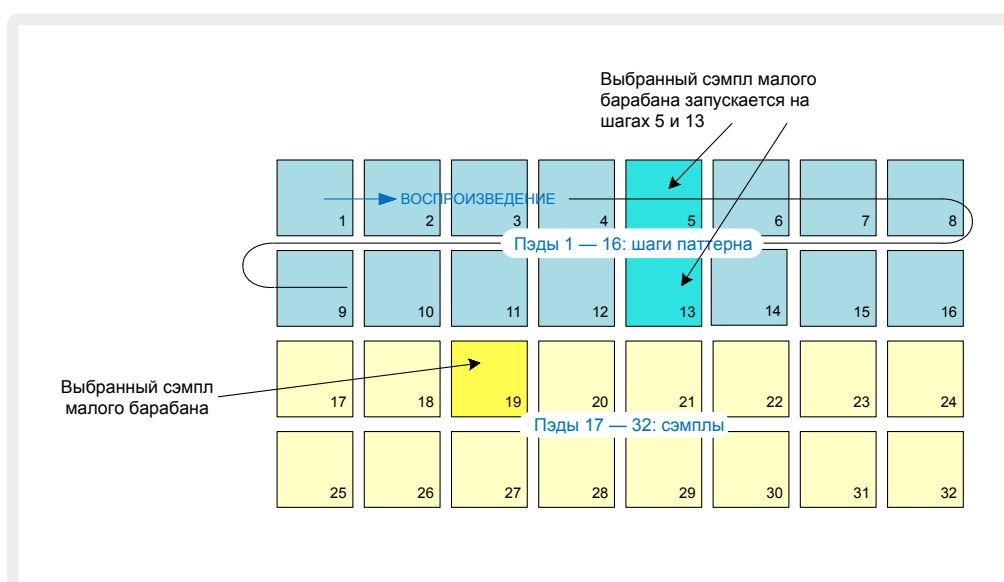 Выбранный сэмпл малого
барабана запускается на
шагах 5 и 13
ВОСПРОИЗВЕДЕНИЕ
1 2 3 4 5 6 7 8
Пэды 1 — 16: шаги паттерна
9 10 11 12 13 14 15 16
Выбранный сэмпл
малого барабана
17 18 19 20 21 22 23 24
Пэды 17 — 32: сэмплы
25 26 27 28 29 30 31 32